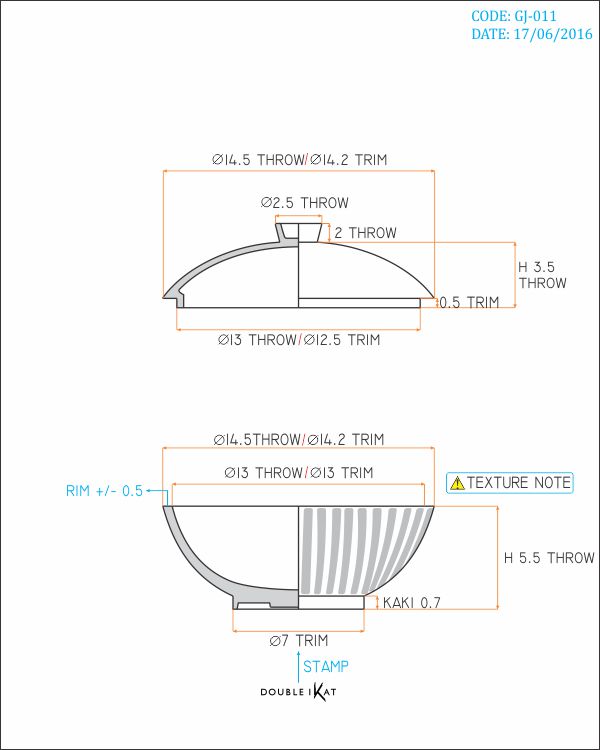 CODE: GJ-011
DATE: 17/06/2016
Ø14.5 THROW/Ø14.2 TRIM
Ø2.5 THROW
2 THROW
H 3.5
THROW
0.5 TRIM
Ø13 THROW/Ø12.5 TRIM
Ø14.5THROW/Ø14.2 TRIM
Ø13 THROW/Ø13 TRIM
RIM +/- 0.5
TEXTURE NOTE
H 5.5 THROW
KAKI 0.7
Ø7 TRIM
STAMP
DOUBLE IKAT